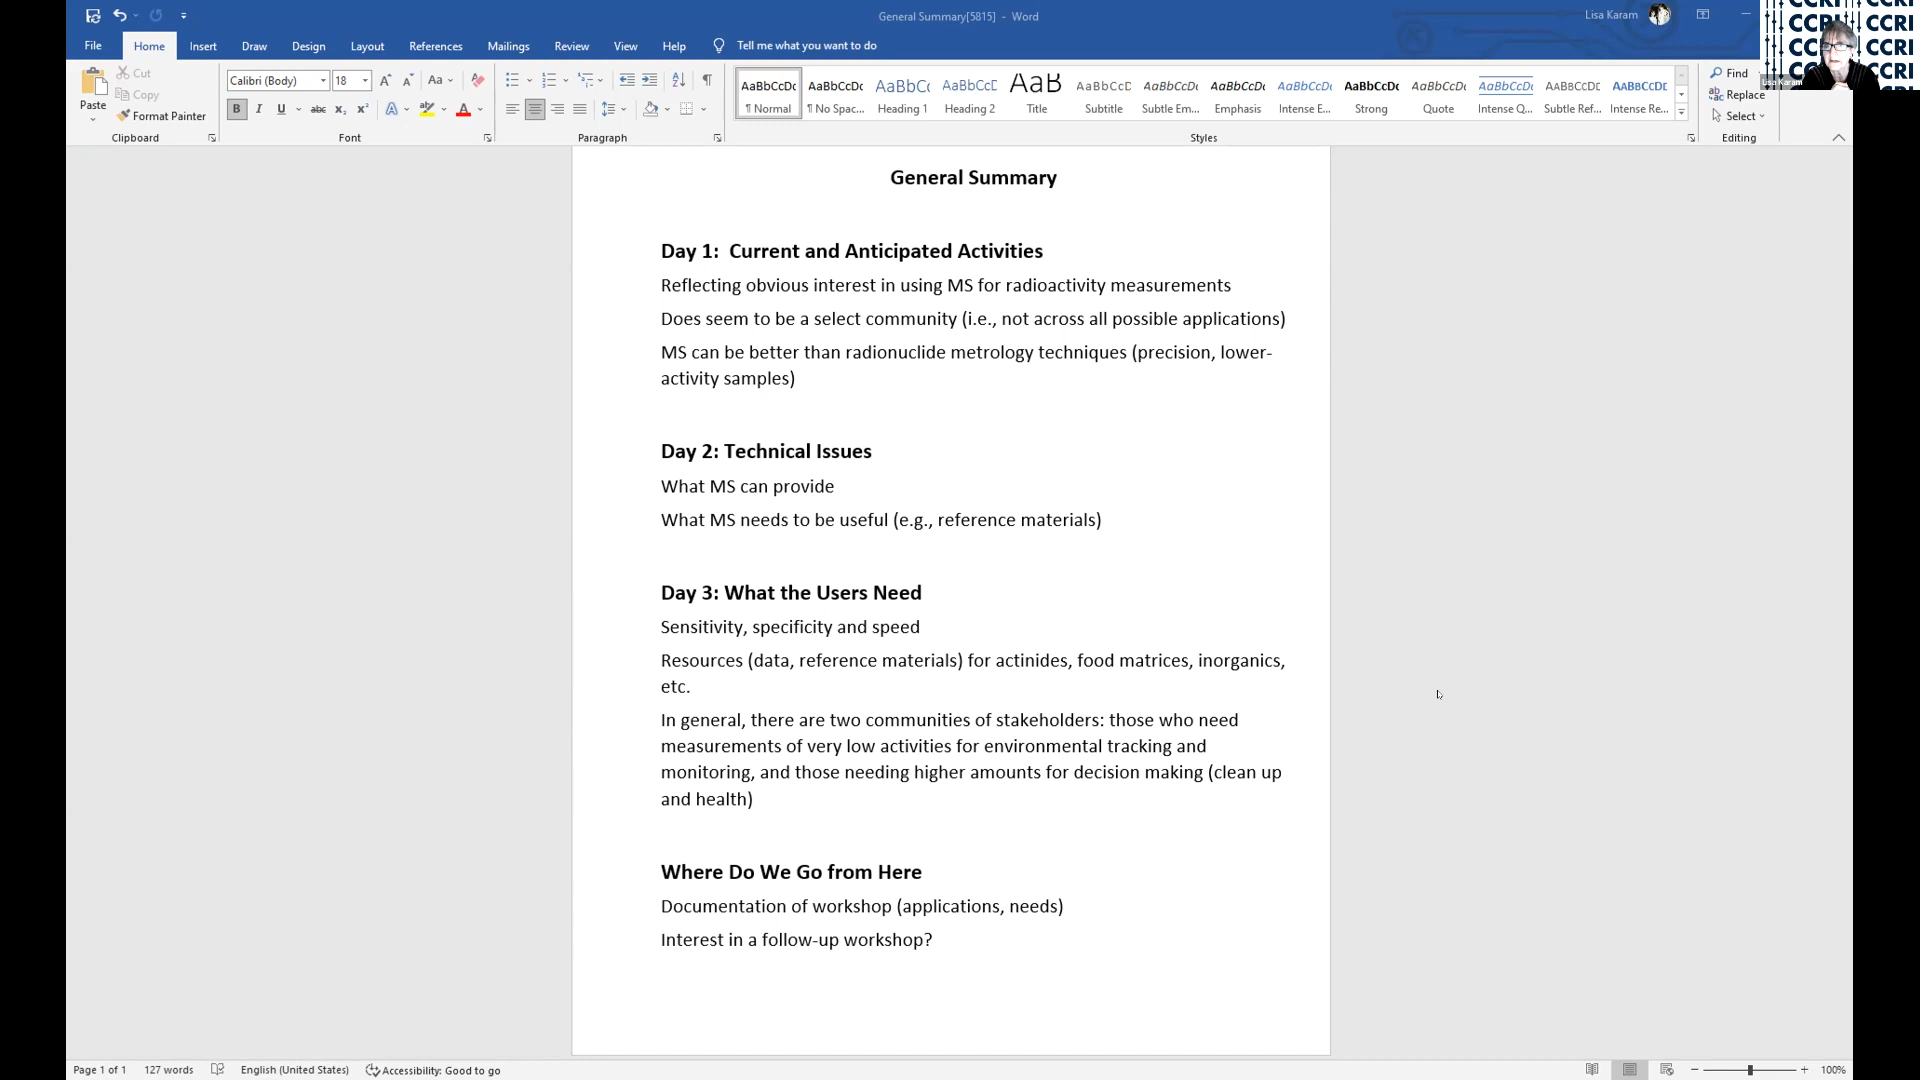 General Summary[5815] - Word
Lisa Karam
File Home Insert Draw Design Layout References Mailings Review View Help Tell me what you want to do
Paste
Cut
Copy
Format Painter
Clipboard
Calibri (Body) 18
Font
Paragraph
AaBbCcDc AaBbCcDc AaBbCc AaBbCcD AaB AaBbCcD AaBbCcDc AaBbCcDc AaBbCcDc AaBbCcDc AaBbCcDc AaBbCcDc AABBCCDD AABBCCDE
¶ Normal ¶ No Spac... Heading 1 Heading 2 Title Subtitle Subtle Em... Emphasis Intense E... Strong Quote Intense Q... Subtle Ref... Intense Re...
Styles
Find
Replace
Select
Editing
CCRI CCRI
CCRI
CCRI
CCRI
Lisa Karam
General Summary
Day 1:  Current and Anticipated Activities
Reflecting obvious interest in using MS for radioactivity measurements
Does seem to be a select community (i.e., not across all possible applications)
MS can be better than radionuclide metrology techniques (precision, lower-
activity samples)
Day 2: Technical Issues
What MS can provide
What MS needs to be useful (e.g., reference materials)
Day 3: What the Users Need
Sensitivity, specificity and speed
Resources (data, reference materials) for actinides, food matrices, inorganics,
etc.
In general, there are two communities of stakeholders: those who need
measurements of very low activities for environmental tracking and
monitoring, and those needing higher amounts for decision making (clean up
and health)
Where Do We Go from Here
Documentation of workshop (applications, needs)
Interest in a follow-up workshop?
Page 1 of 1 127 words English (United States) Accessibility: Good to go 100%